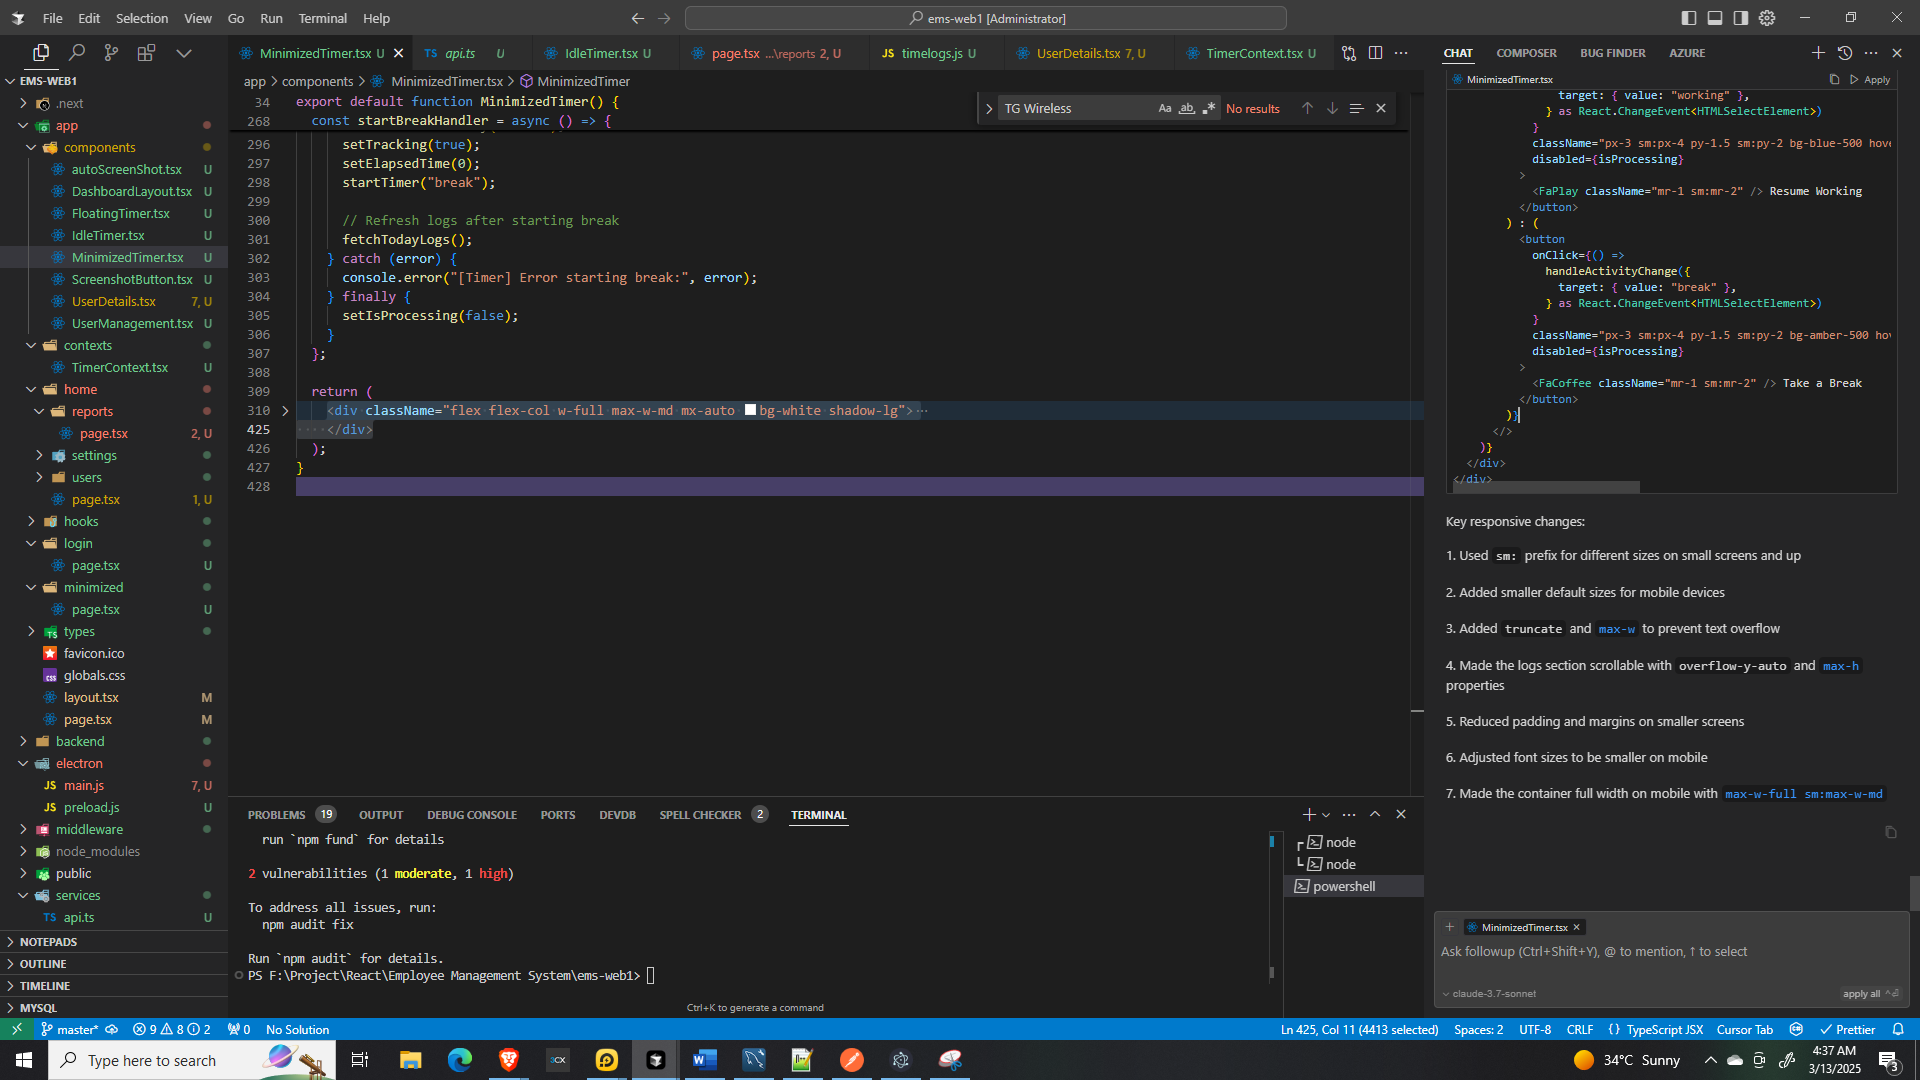 File Edit Selection View Go Run Terminal Help
ems-web1 [Administrator]
EMS-WEB1
.next
app
components
autoScreenShot.tsx U
DashboardLayout.tsx U
FloatingTimer.tsx U
IdleTimer.tsx U
MinimizedTimer.tsx U
ScreenshotButton.tsx U
UserDetails.tsx 7, U
UserManagement.tsx U
contexts
TimerContext.tsx U
home
reports
page.tsx 2, U
settings
users
page.tsx 1, U
hooks
login
page.tsx U
minimized
page.tsx U
types
favicon.ico
globals.css
layout.tsx M
page.tsx M
backend
electron
JS main.js 7, U
JS preload.js U
middleware
node_modules
public
services
TS api.ts U
NOTEPADS
OUTLINE
TIMELINE
MYSQL
MinimizedTimer.tsx U
TS api.ts U
IdleTimer.tsx U
page.tsx ...\reports 2, U
JS timelogs.js U
UserDetails.tsx 7, U
TimerContext.tsx U
app > components > MinimizedTimer.tsx > MinimizedTimer
TG Wireless Aa ab .* No results
34 export default function MinimizedTimer() {
268 const startBreakHandler = async () => {
296 setTracking(true);
297 setElapsedTime(0);
298 startTimer("break");
299
300 // Refresh logs after starting break
301 fetchTodayLogs();
302 } catch (error) {
303 console.error("[Timer] Error starting break:", error);
304 } finally {
305 setIsProcessing(false);
306 }
307 };
308
309 return (
310 <div className="flex flex-col w-full max-w-md mx-auto bg-white shadow-lg">
425 </div>
426 );
427 }
428
PROBLEMS 19 OUTPUT DEBUG CONSOLE PORTS DEVDB SPELL CHECKER 2 TERMINAL
run `npm fund` for details
2 vulnerabilities (1 moderate, 1 high)
To address all issues, run:
npm audit fix
Run `npm audit` for details.
PS F:\Project\React\Employee Management System\ems-web1>
Ctrl+K to generate a command
node
node
powershell
CHAT COMPOSER BUG FINDER AZURE
MinimizedTimer.tsx Apply
target: { value: "working" },
} as React.ChangeEvent<HTMLSelectElement>)
}
className="px-3 sm:px-4 py-1.5 sm:py-2 bg-blue-500 hove
disabled={isProcessing}
>
<FaPlay className="mr-1 sm:mr-2" /> Resume Working
</button>
) : (
<button
onClick={() =>
handleActivityChange({
target: { value: "break" },
} as React.ChangeEvent<HTMLSelectElement>)
}
className="px-3 sm:px-4 py-1.5 sm:py-2 bg-amber-500 hov
disabled={isProcessing}
>
<FaCoffee className="mr-1 sm:mr-2" /> Take a Break
</button>
)}
</>
)}
</div>
</div>
Key responsive changes:
1. Used sm: prefix for different sizes on small screens and up
2. Added smaller default sizes for mobile devices
3. Added truncate and max-w to prevent text overflow
4. Made the logs section scrollable with overflow-y-auto and max-h
properties
5. Reduced padding and margins on smaller screens
6. Adjusted font sizes to be smaller on mobile
7. Made the container full width on mobile with max-w-full sm:max-w-md
MinimizedTimer.tsx
Ask followup (Ctrl+Shift+Y), @ to mention, ↑ to select
claude-3.7-sonnet apply all
master* 9 8 2 0 No Solution
Ln 425, Col 11 (4413 selected) Spaces: 2 UTF-8 CRLF {} TypeScript JSX Cursor Tab Prettier
Type here to search
34°C Sunny
4:37 AM
3/13/2025
3